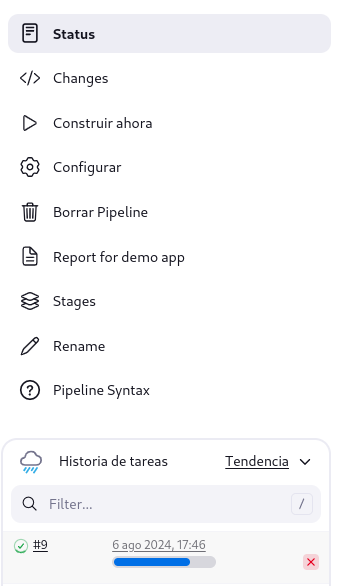 Status
Changes
Construir ahora
Configurar
Borrar Pipeline
Report for demo app
Stages
Rename
Pipeline Syntax
Historia de tareas Tendencia
Filter... /
#9 6 ago 2024, 17:46